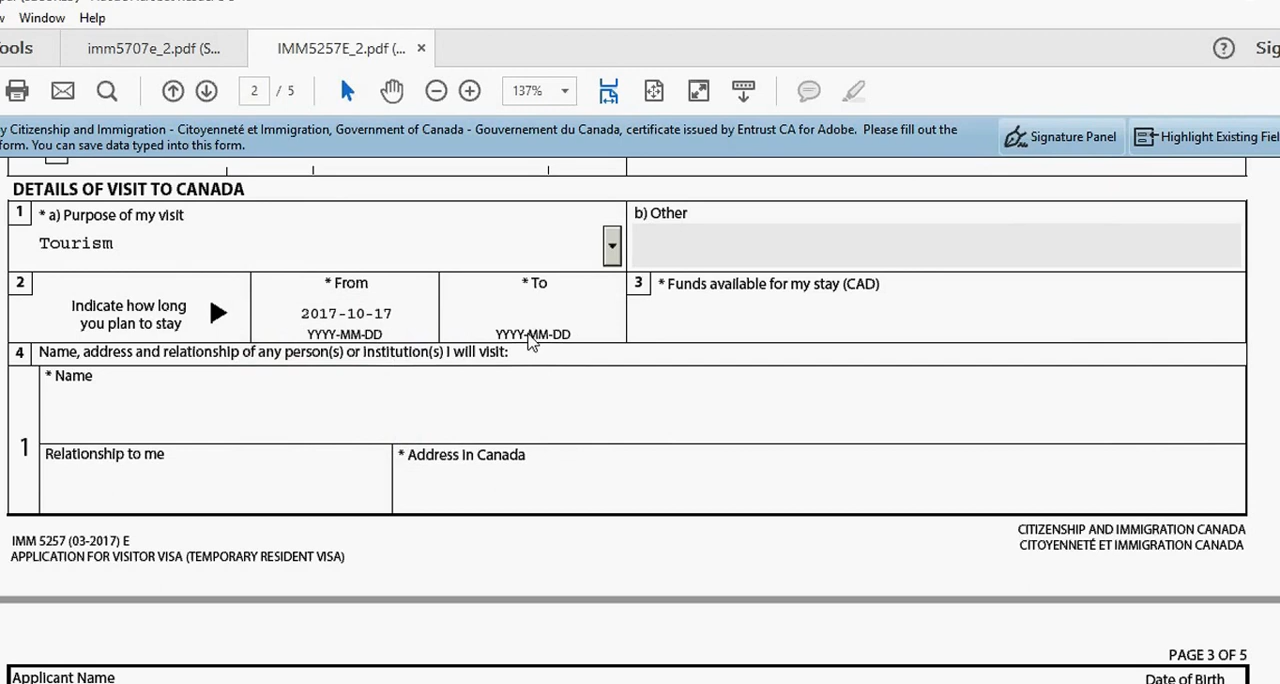 Window Help
ools imm5707e_2.pdf (S... IMM5257E_2.pdf (... × ? Sig
2 / 5 137%
y Citizenship and Immigration - Citoyenneté et Immigration, Government of Canada - Gouvernement du Canada, certificate issued by Entrust CA for Adobe. Please fill out the
form. You can save data typed into this form.
Signature Panel Highlight Existing Fiel
DETAILS OF VISIT TO CANADA
1 * a) Purpose of my visit
Tourism
b) Other
2 Indicate how long
you plan to stay
* From
2017-10-17
YYYY-MM-DD
* To
YYYY-MM-DD
3 * Funds available for my stay (CAD)
4 Name, address and relationship of any person(s) or institution(s) I will visit:
1
* Name
Relationship to me
* Address in Canada
IMM 5257 (03-2017) E
APPLICATION FOR VISITOR VISA (TEMPORARY RESIDENT VISA)
CITIZENSHIP AND IMMIGRATION CANADA
CITOYENNETÉ ET IMMIGRATION CANADA
PAGE 3 OF 5
Applicant Name
Date of Birth